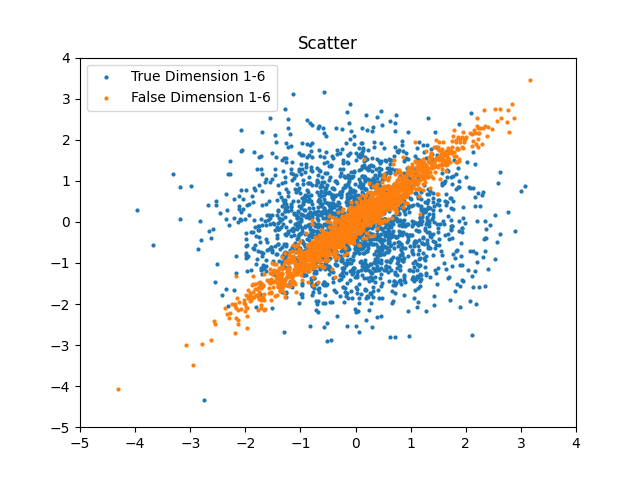 Scatter
True Dimension 1-6
False Dimension 1-6
4
3
2
1
0
−1
−2
−3
−4
−5
−5 −4 −3 −2 −1 0 1 2 3 4